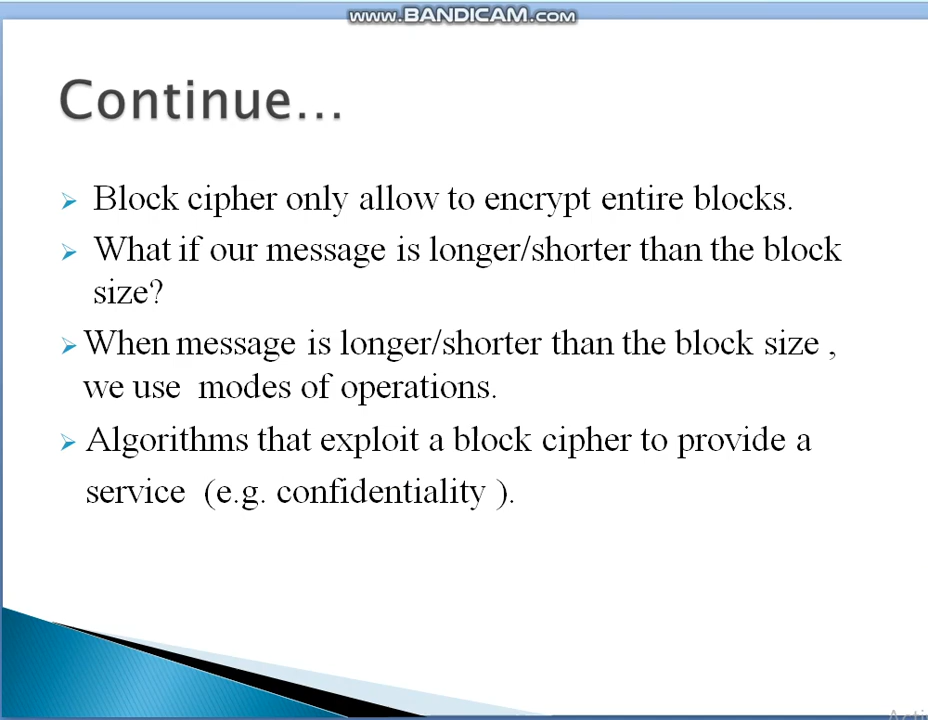 www.BANDICAM.com
Continue...
Block cipher only allow to encrypt entire blocks.
What if our message is longer/shorter than the block
size?
When message is longer/shorter than the block size ,
we use modes of operations.
Algorithms that exploit a block cipher to provide a
service (e.g. confidentiality ).